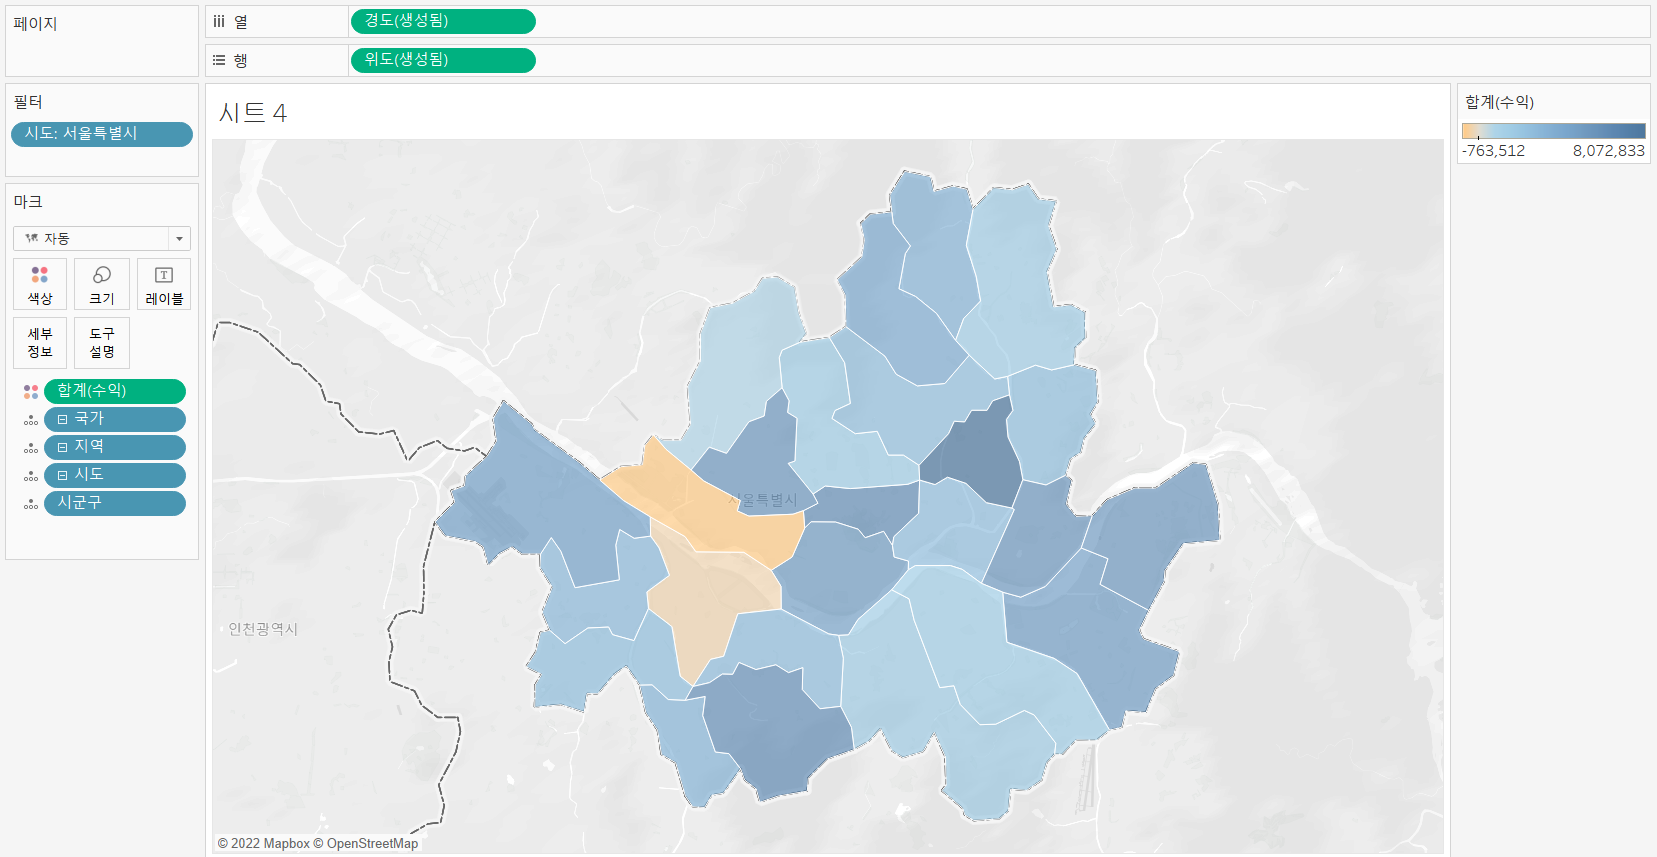 페이지
열
경도(생성됨)
행
위도(생성됨)
필터
시도: 서울특별시
마크
자동
색상
크기
레이블
세부
정보
도구
설명
합계(수익)
국가
지역
시도
시군구
시트 4
서울특별시
인천광역시
© 2022 Mapbox © OpenStreetMap
합계(수익)
-763,512 8,072,833